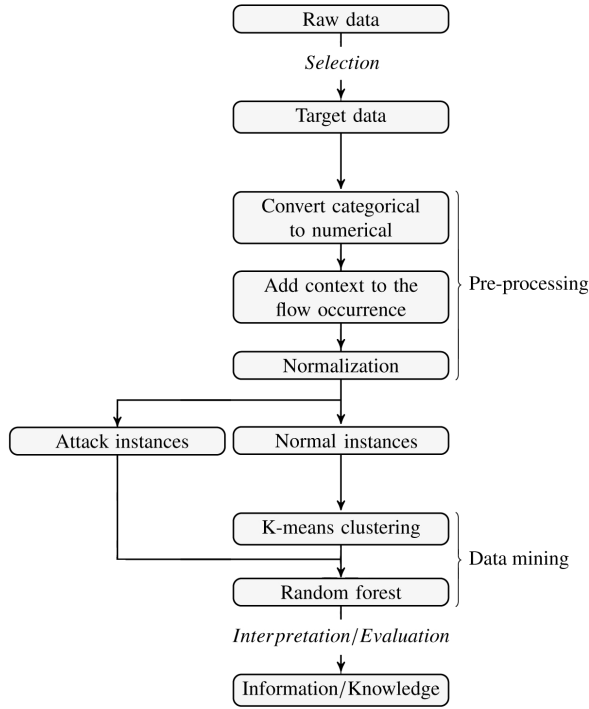 Raw data
Selection
Target data
Convert categorical
to numerical
Add context to the
flow occurrence
Pre-processing
Normalization
Attack instances
Normal instances
K-means clustering
Data mining
Random forest
Interpretation/Evaluation
Information/Knowledge